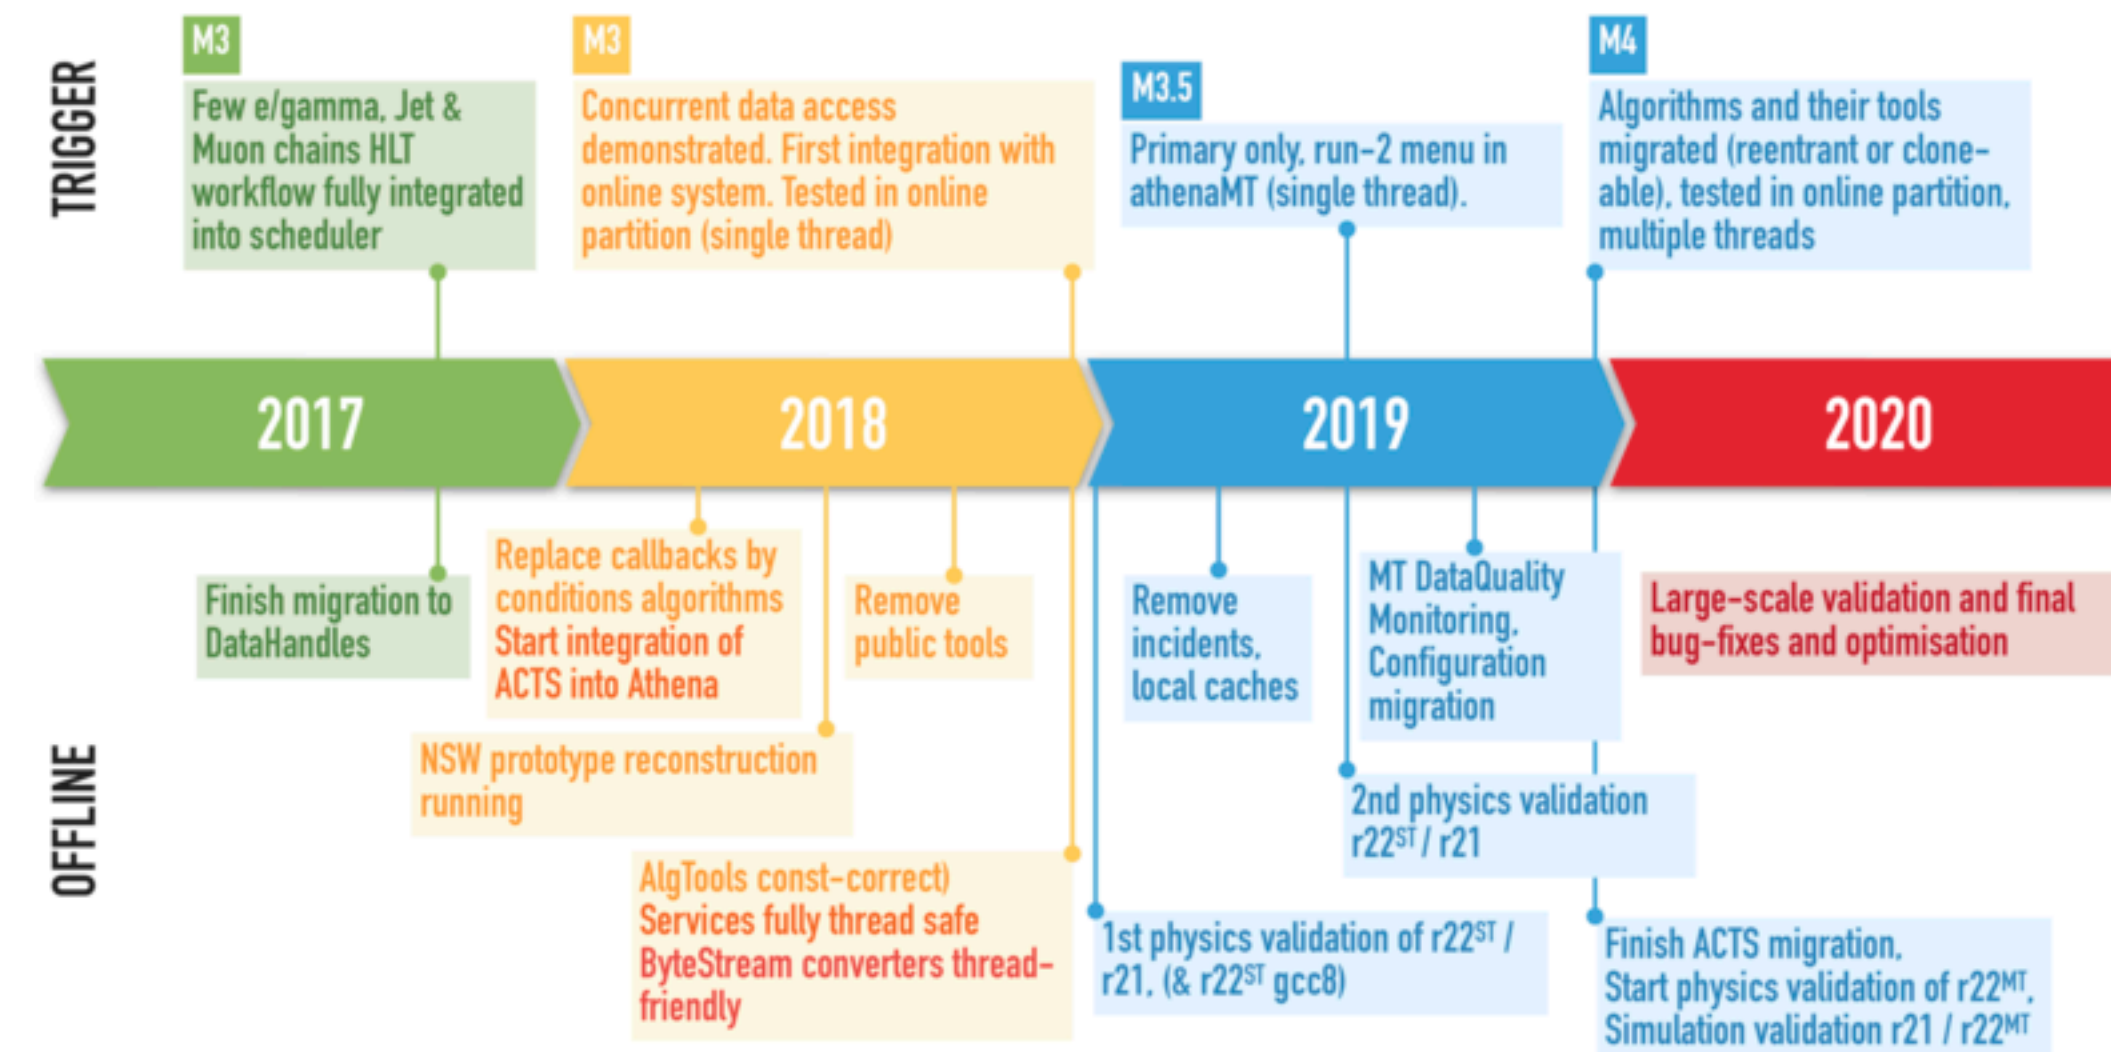 TRIGGER
M3
Few e/gamma, Jet &
Muon chains HLT
workflow fully integrated
into scheduler
M3
Concurrent data access
demonstrated. First integration with
online system. Tested in online
partition (single thread)
M3.5
Primary only, run-2 menu in
athenaMT (single thread).
M4
Algorithms and their tools
migrated (reentrant or clone-
able), tested in online partition,
multiple threads
2017
2018
2019
2020
OFFLINE
Finish migration to
DataHandles
Replace callbacks by
conditions algorithms
Start integration of
ACTS into Athena
NSW prototype reconstruction
running
Remove
public tools
AlgTools const-correct)
Services fully thread safe
ByteStream converters thread-
friendly
1st physics validation of r22ST /
r21, (& r22ST gcc8)
Remove
incidents,
local caches
2nd physics validation
r22ST / r21
MT DataQuality
Monitoring,
Configuration
migration
Finish ACTS migration,
Start physics validation of r22MT,
Simulation validation r21 / r22MT
Large-scale validation and final
bug-fixes and optimisation